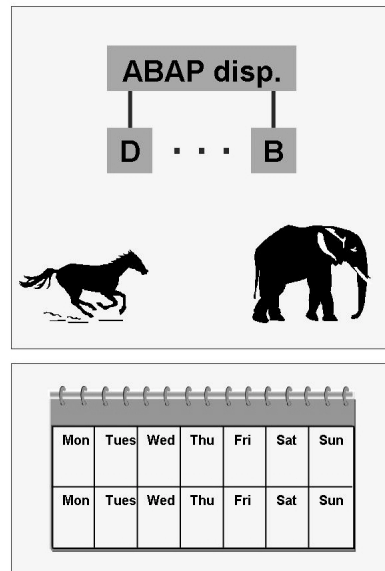 ABAP disp.
D . . . B
Mon Tues Wed Thu Fri Sat Sun
Mon Tues Wed Thu Fri Sat Sun